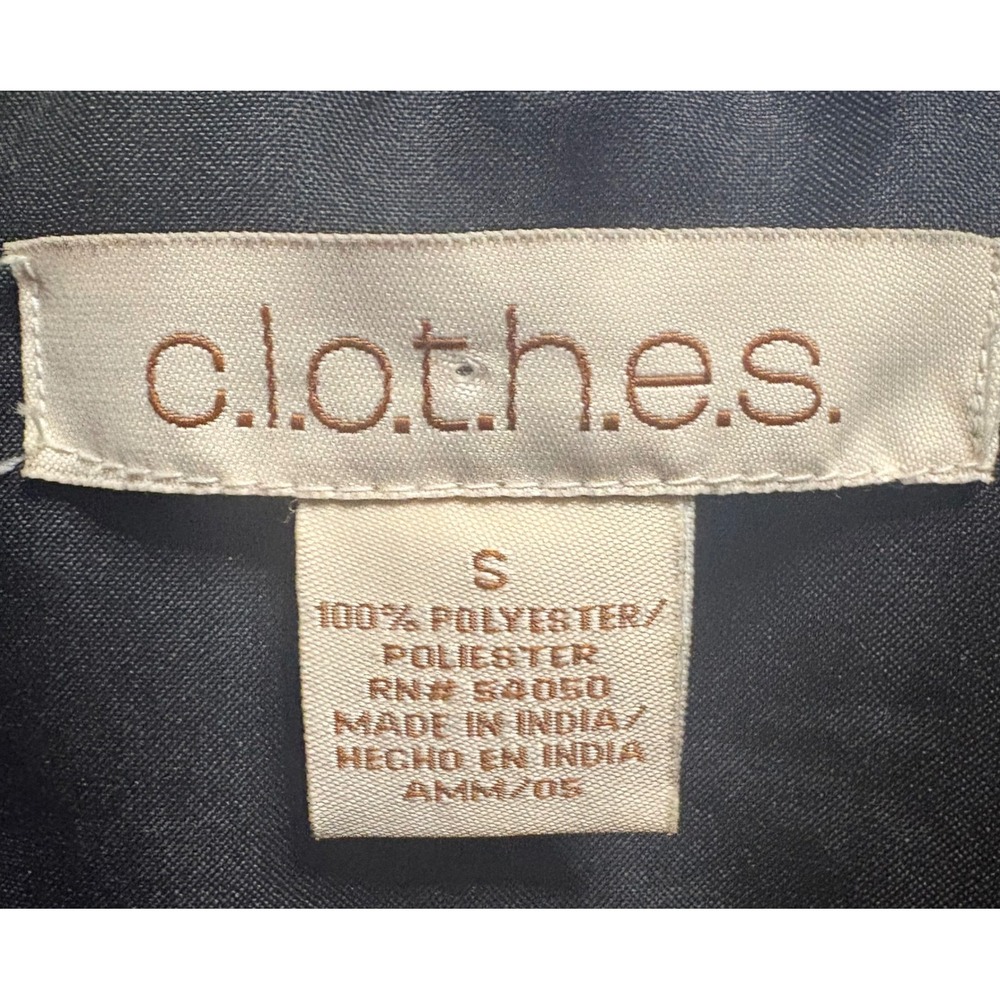 c.l.o.t.h.e.s.
S
100% POLYESTER/
POLIESTER
RN# 54050
MADE IN INDIA/
HECHO EN INDIA
AMM/05